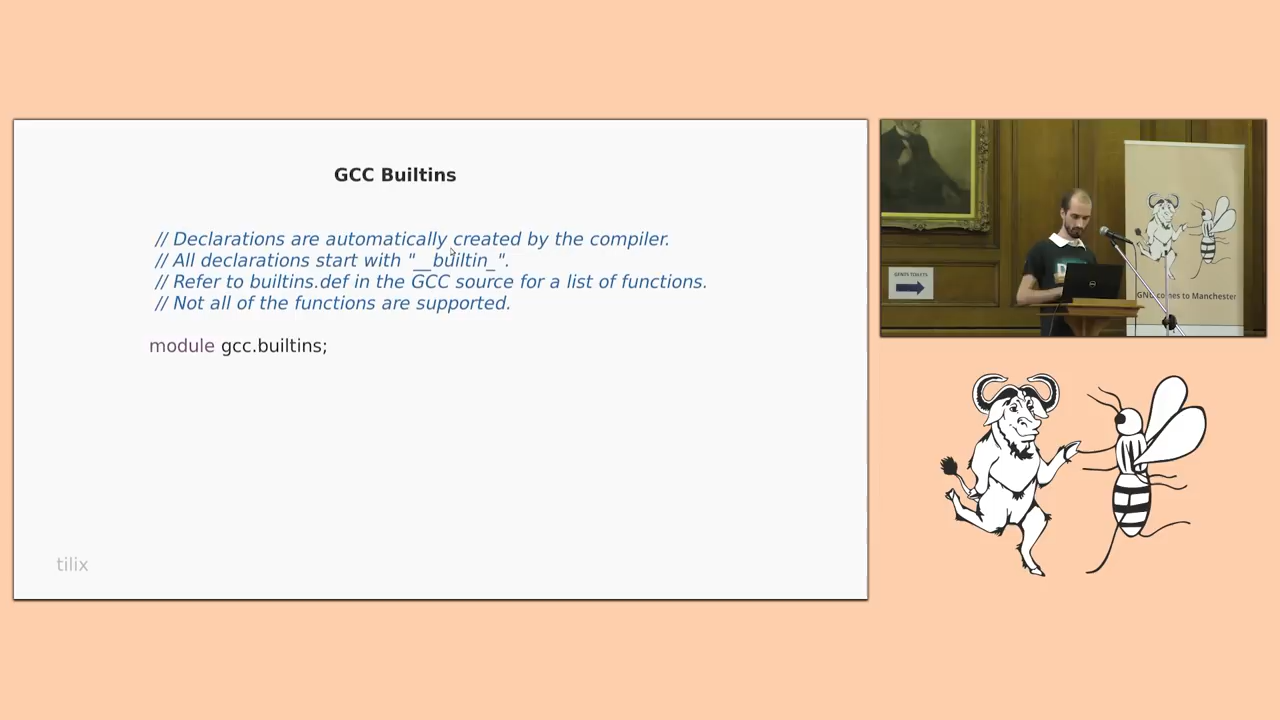 GCC Builtins
// Declarations are automatically created by the compiler.
// All declarations start with "__builtin_".
// Refer to builtins.def in the GCC source for a list of functions.
// Not all of the functions are supported.
module gcc.builtins;
tilix
GENTS TOILETS
GNU comes to Manchester